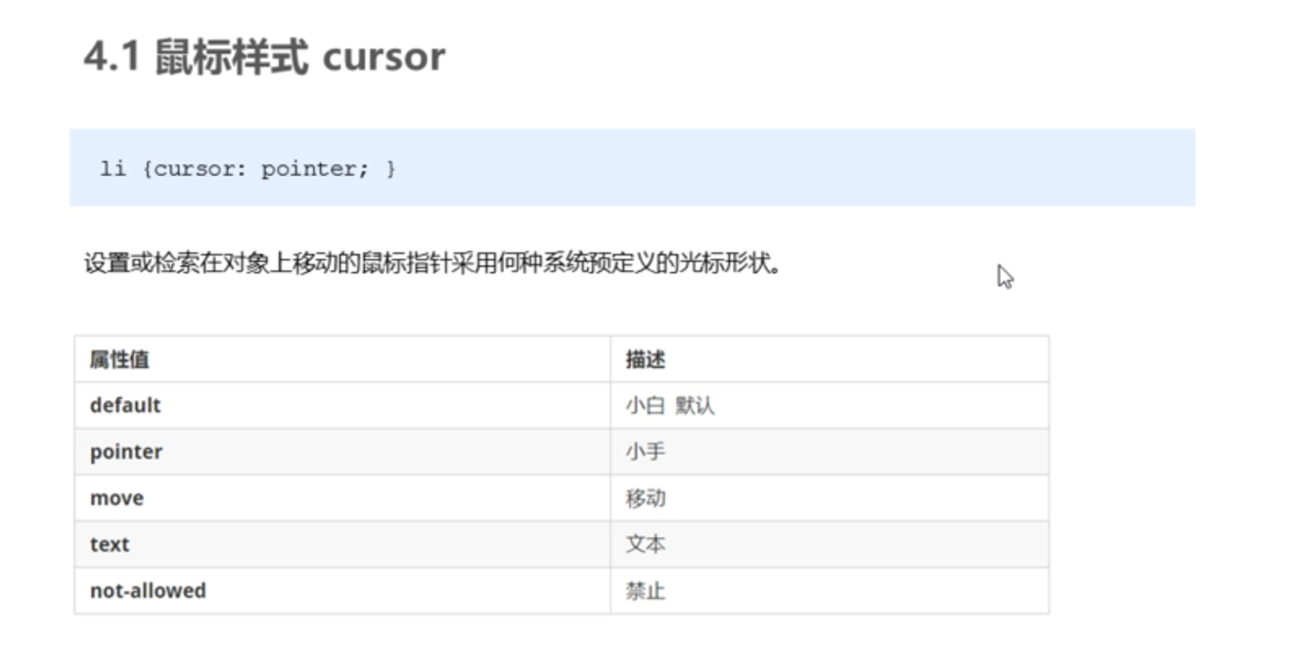 4.1 鼠标样式 cursor
li {cursor: pointer; }
设置或检索在对象上移动的鼠标指针采用何种系统预定义的光标形状。
属性值 描述
default 小白 默认
pointer 小手
move 移动
text 文本
not-allowed 禁止